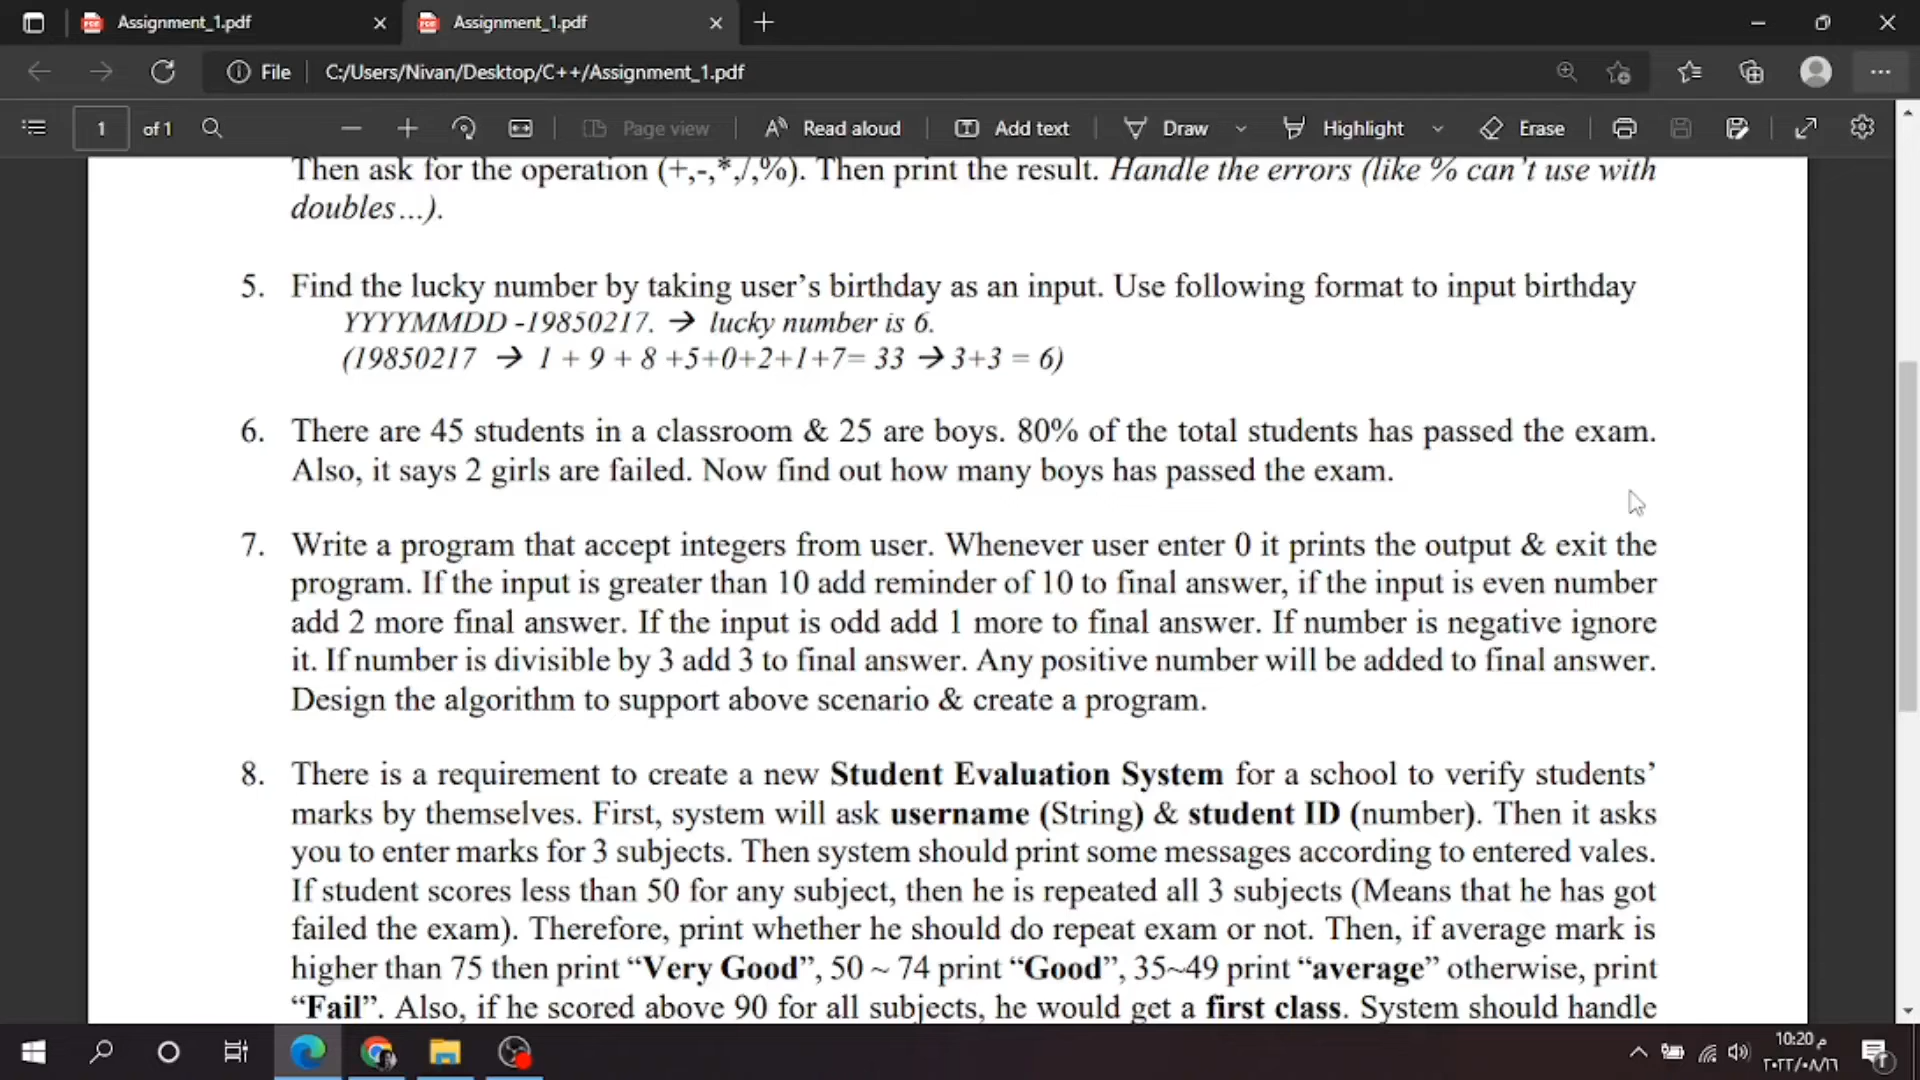 Assignment_1.pdf
Assignment_1.pdf
File
C:/Users/Nivan/Desktop/C++/Assignment_1.pdf
1 of 1
Page view
Read aloud
Add text
Draw
Highlight
Erase
Then ask for the operation (+,-,*,/,%). Then print the result. Handle the errors (like % can't use with
doubles…).
5. Find the lucky number by taking user's birthday as an input. Use following format to input birthday
YYYYMMDD -19850217. → lucky number is 6.
(19850217 → 1 + 9 + 8 +5+0+2+1+7= 33 → 3+3 = 6)
6. There are 45 students in a classroom & 25 are boys. 80% of the total students has passed the exam.
Also, it says 2 girls are failed. Now find out how many boys has passed the exam.
7. Write a program that accept integers from user. Whenever user enter 0 it prints the output & exit the
program. If the input is greater than 10 add reminder of 10 to final answer, if the input is even number
add 2 more final answer. If the input is odd add 1 more to final answer. If number is negative ignore
it. If number is divisible by 3 add 3 to final answer. Any positive number will be added to final answer.
Design the algorithm to support above scenario & create a program.
8. There is a requirement to create a new Student Evaluation System for a school to verify students'
marks by themselves. First, system will ask username (String) & student ID (number). Then it asks
you to enter marks for 3 subjects. Then system should print some messages according to entered vales.
If student scores less than 50 for any subject, then he is repeated all 3 subjects (Means that he has got
failed the exam). Therefore, print whether he should do repeat exam or not. Then, if average mark is
higher than 75 then print “Very Good”, 50 ~ 74 print “Good”, 35~49 print “average” otherwise, print
“Fail”. Also, if he scored above 90 for all subjects, he would get a first class. System should handle
10:20 م